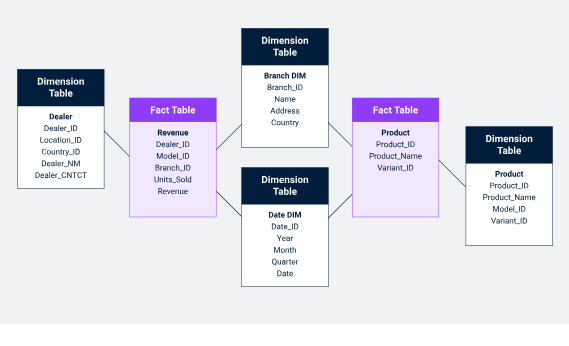 Dimension
Table
Dealer
Dealer_ID
Location_ID
Country_ID
Dealer_NM
Dealer_CNTCT
Fact Table
Revenue
Dealer_ID
Model_ID
Branch_ID
Units_Sold
Revenue
Dimension
Table
Branch DIM
Branch_ID
Name
Address
Country
Dimension
Table
Date DIM
Date_ID
Year
Month
Quarter
Date
Fact Table
Product
Product_ID
Product_Name
Variant_ID
Dimension
Table
Product
Product_ID
Product_Name
Model_ID
Variant_ID